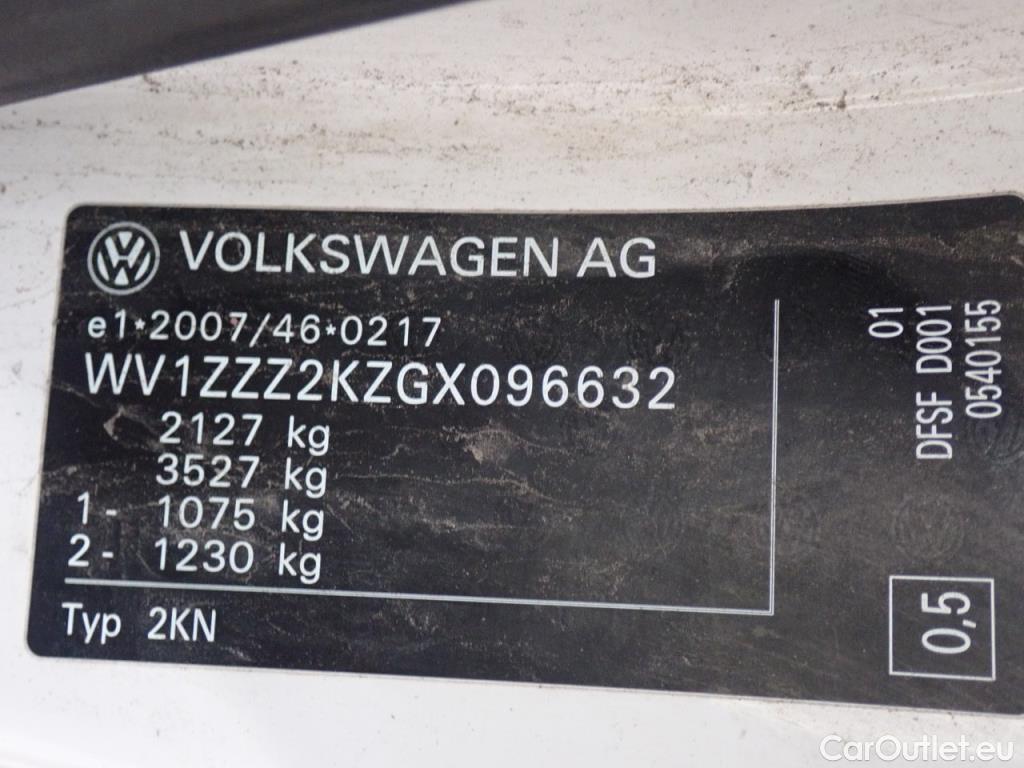 VOLKSWAGEN AG
e1*2007/46*0217
WV1ZZZ2KZGX096632
2127 kg
3527 kg
1- 1075 kg
2- 1230 kg
Typ 2KN
01
DFSF D001
0540155
0,5
CarOutlet.eu